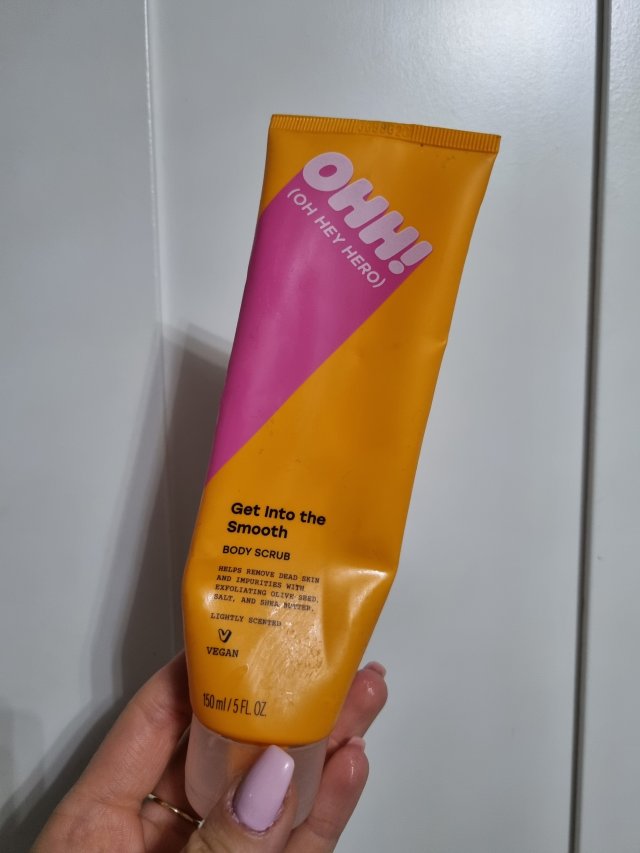 OHH!
(OH HEY HERO)
Get Into the
Smooth
BODY SCRUB
HELPS REMOVE DEAD SKIN
AND IMPURITIES WITH
EXFOLIATING OLIVE SEED,
SALT, AND SHEA BUTTER.
LIGHTLY SCENTED
VEGAN
150 ml / 5 FL. OZ.